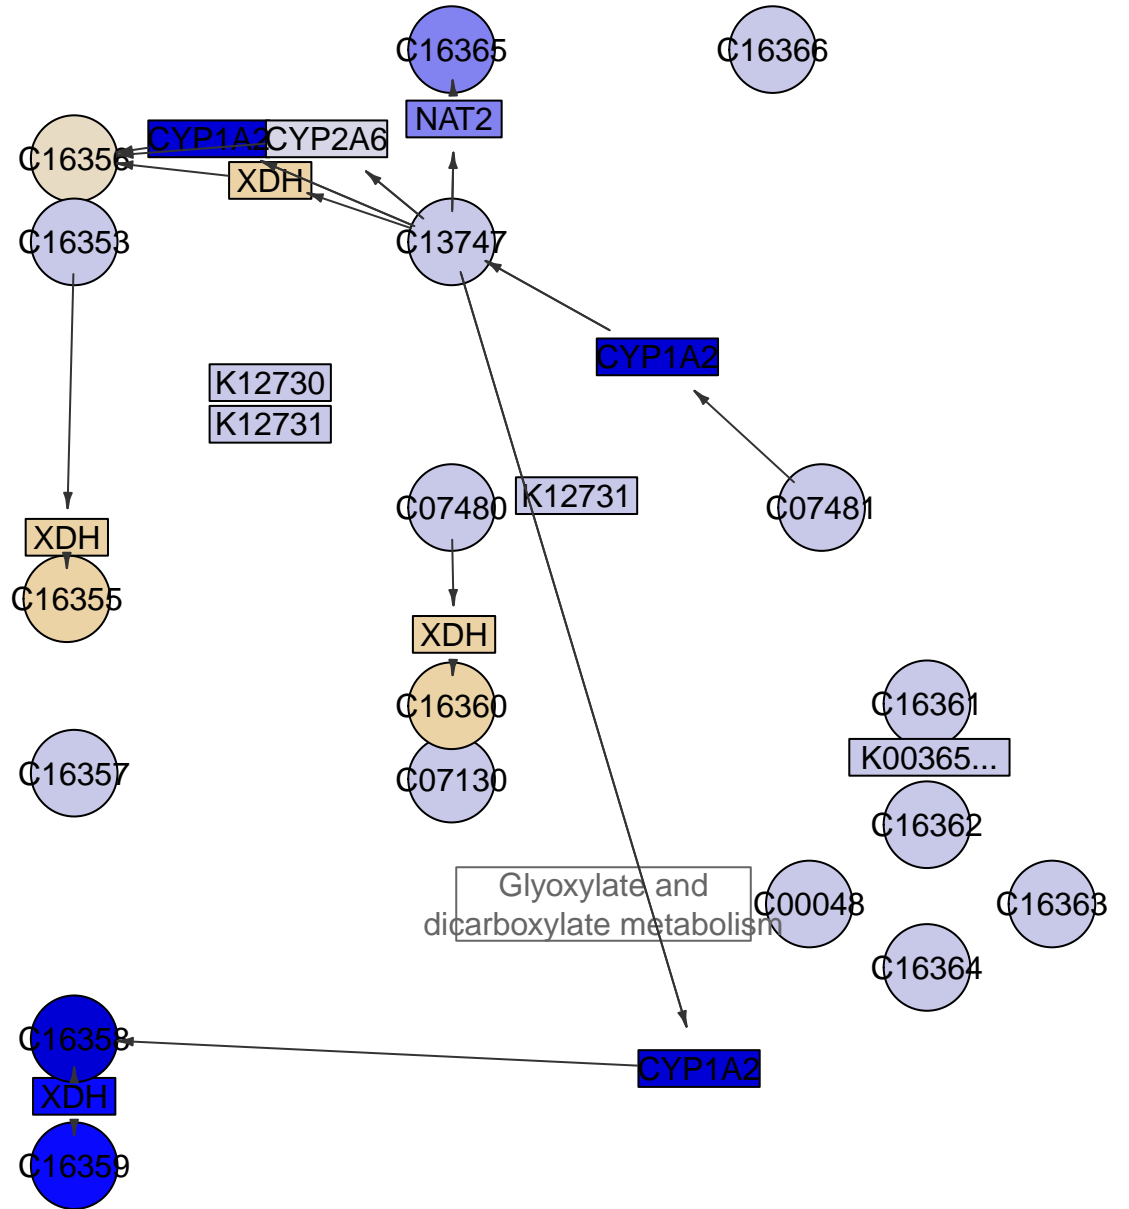 C16365
C16366
NAT2
CYP1A2
CYP2A6
C16356
XDH
C16353
C13747
CYP1A2
K12730
K12731
C07480
K12731
C07481
XDH
C16355
XDH
C16360
C16361
C16357
C07130
K00365...
C16362
Glyoxylate and
dicarboxylate metabolism
C00048
C16363
C16364
C16358
CYP1A2
XDH
C16359